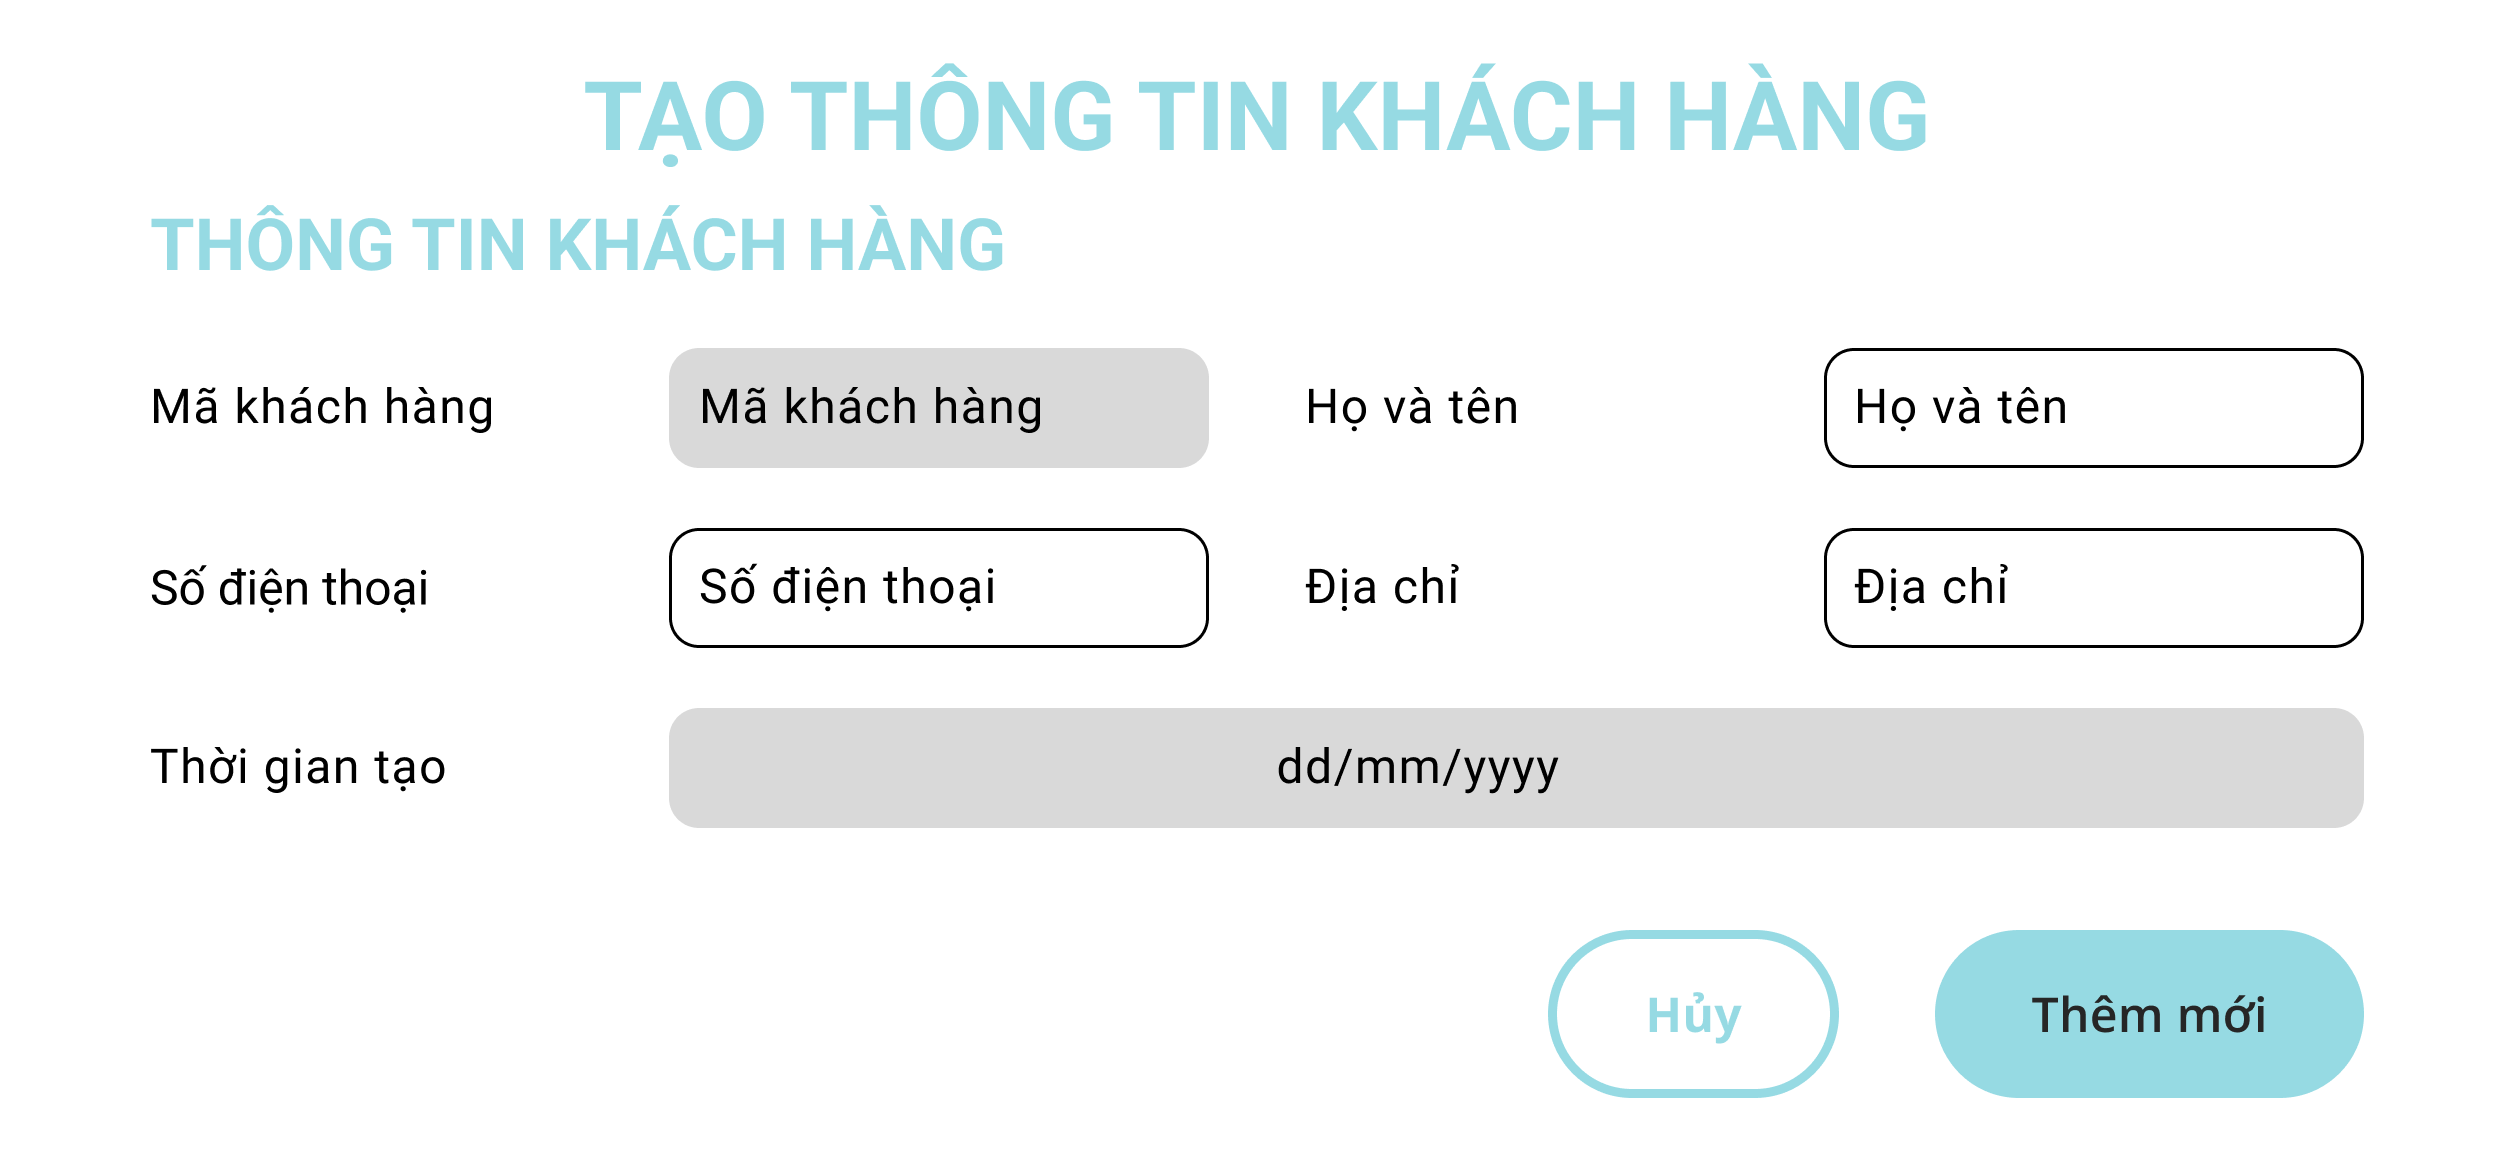 TẠO THÔNG TIN KHÁCH HÀNG
THÔNG TIN KHÁCH HÀNG
Mã khách hàng Mã khách hàng Họ và tên Họ và tên
Số điện thoại Số điện thoại Địa chỉ Địa chỉ
Thời gian tạo dd/mm/yyyy
Hủy Thêm mới